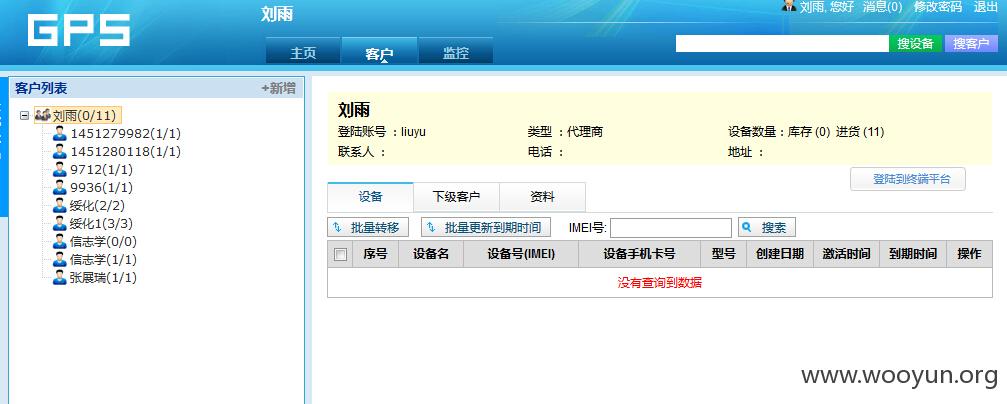 GPS
刘雨
刘雨, 您好 消息(0) 修改密码 退出
主页 客户 监控
搜设备 搜客户
客户列表 +新增
刘雨(0/11)
1451279982(1/1)
1451280118(1/1)
9712(1/1)
9936(1/1)
绥化(2/2)
绥化1(3/3)
信志学(0/0)
信志学(1/1)
张展瑞(1/1)
刘雨
登陆账号 ：liuyu 类型 ：代理商 设备数量：库存 (0) 进货 (11)
联系人 ： 电话 ： 地址 ：
登陆到终端平台
设备 下级客户 资料
批量转移 批量更新到期时间 IMEI号: 搜索
序号 设备名 设备号(IMEI) 设备手机卡号 型号 创建日期 激活时间 到期时间 操作
没有查询到数据
www.wooyun.org